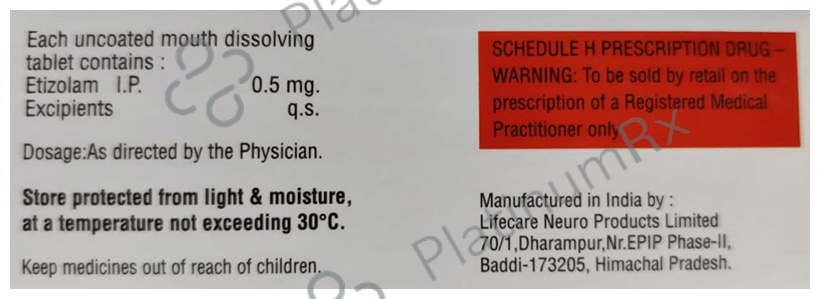 Each uncoated mouth dissolving
tablet contains :
Etizolam I.P. 0.5 mg.
Excipients q.s.
Dosage:As directed by the Physician.
Store protected from light & moisture,
at a temperature not exceeding 30°C.
Keep medicines out of reach of children.
SCHEDULE H PRESCRIPTION DRUG –
WARNING: To be sold by retail on the
prescription of a Registered Medical
Practitioner only.
Manufactured in India by :
Lifecare Neuro Products Limited
70/1,Dharampur,Nr.EPIP Phase-II,
Baddi-173205, Himachal Pradesh.
PlatinumRx